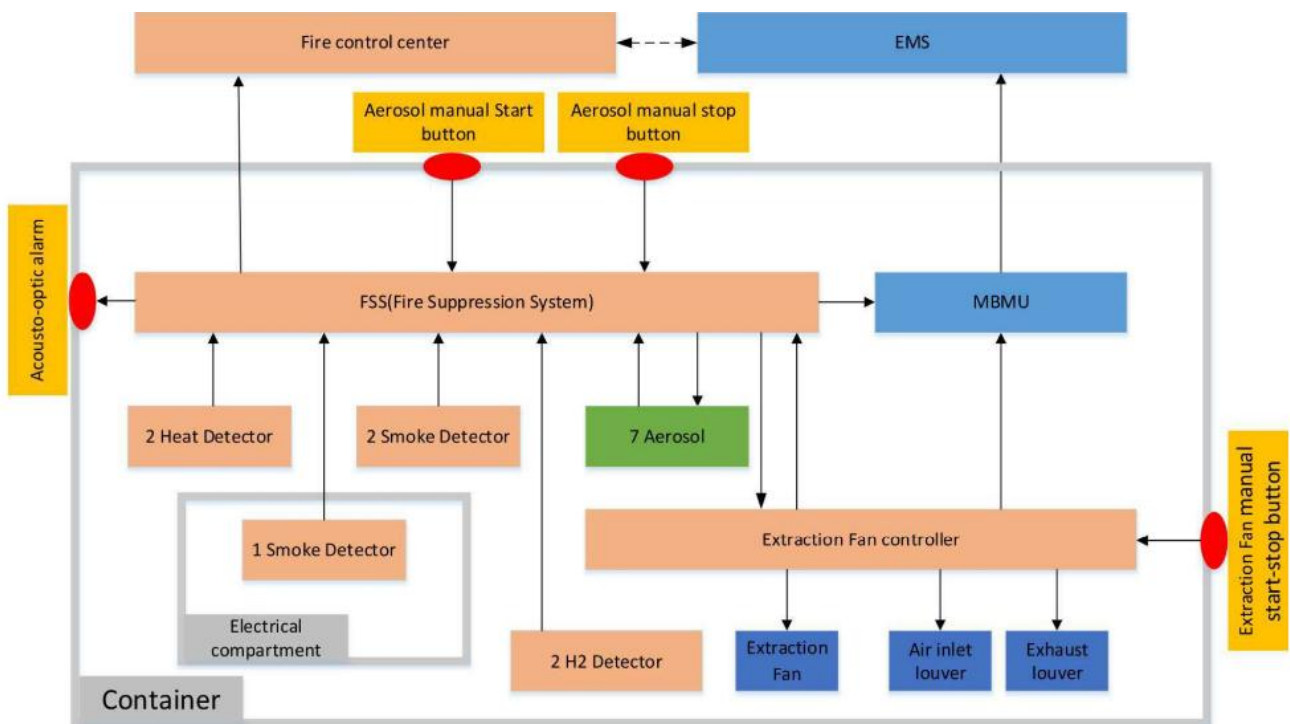 Fire control center
EMS
Aerosol manual Start
button
Aerosol manual stop
button
Acousto-optic alarm
FSS(Fire Suppression System)
MBMU
2 Heat Detector
2 Smoke Detector
7 Aerosol
1 Smoke Detector
Extraction Fan controller
Extraction Fan manual
start-stop button
Electrical
compartment
2 H2 Detector
Extraction
Fan
Air inlet
louver
Exhaust
louver
Container